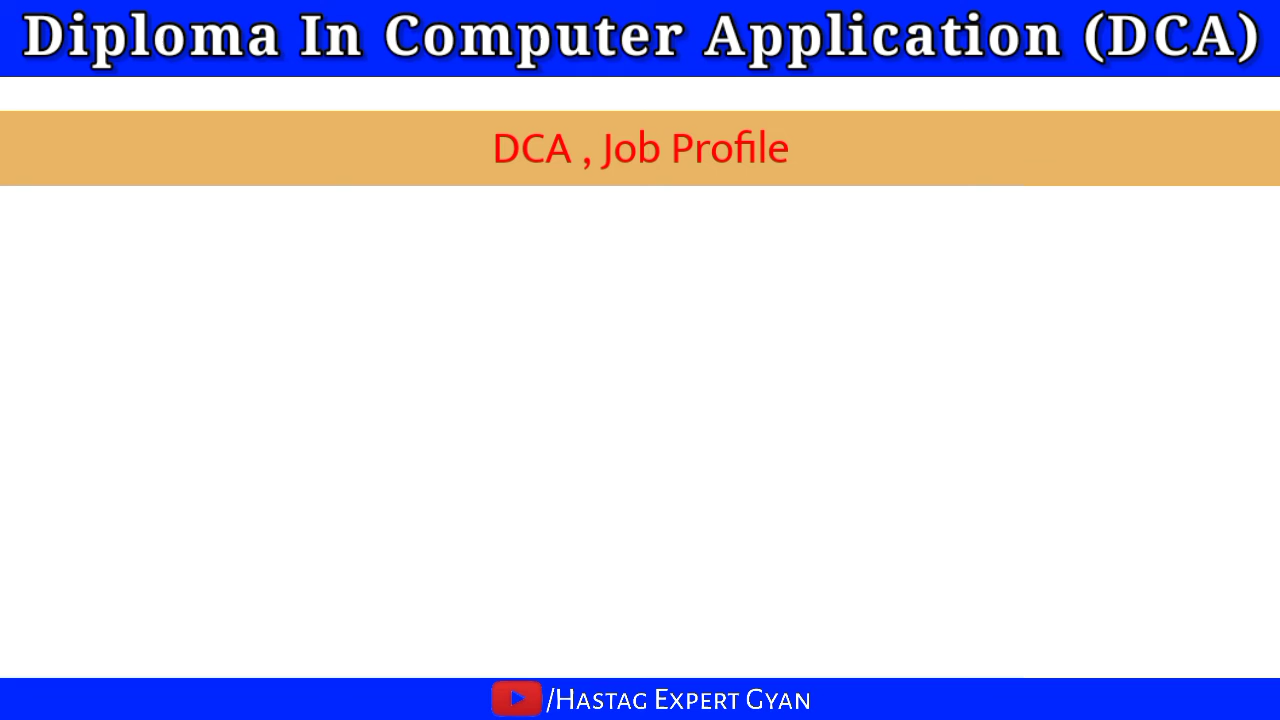 Diploma In Computer Application (DCA)
DCA , Job Profile
/Hastag Expert Gyan